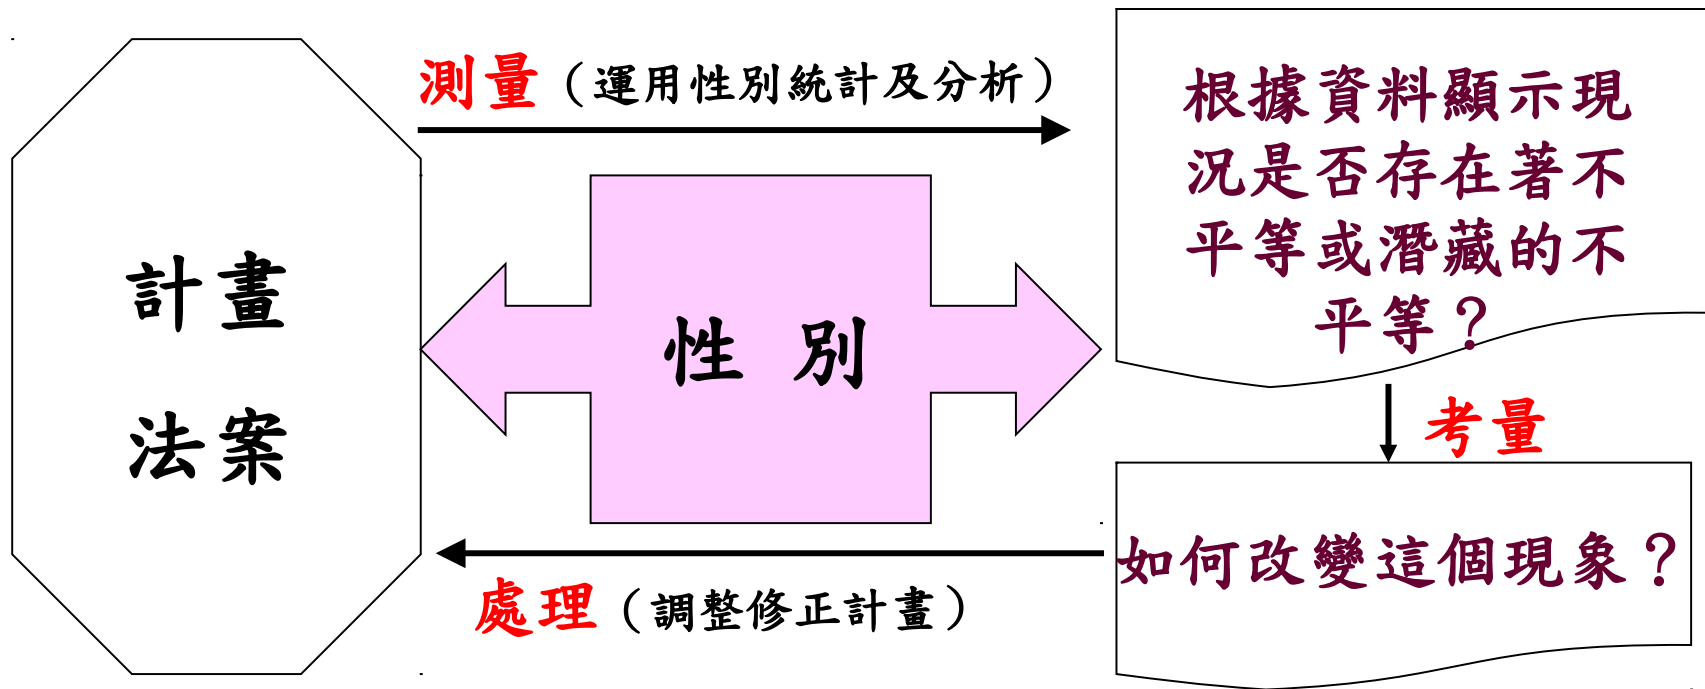 測量（運用性別統計及分析）
根據資料顯示現
況是否存在著不
平等或潛藏的不
平等？
計畫
法案
性 別
考量
如何改變這個現象？
處理（調整修正計畫）